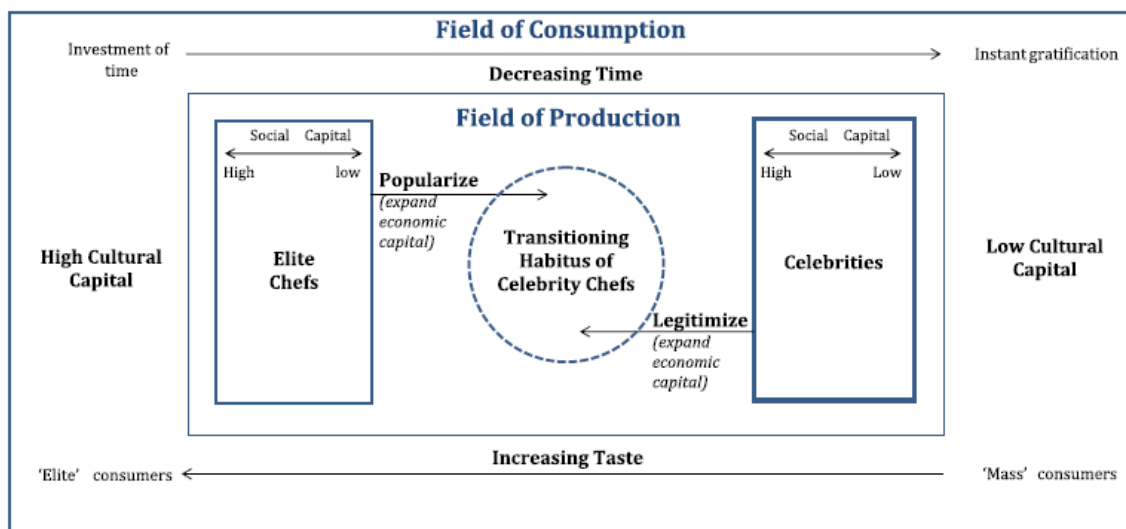 Field of Consumption
Investment of
time
Instant gratification
Decreasing Time
Field of Production
Social Capital
High low
Popularize
(expand
economic
capital)
Social Capital
High Low
High Cultural
Capital
Elite
Chefs
Transitioning
Habitus of
Celebrity Chefs
Celebrities
Low Cultural
Capital
Legitimize
(expand
economic
capital)
Increasing Taste
'Elite' consumers
'Mass' consumers